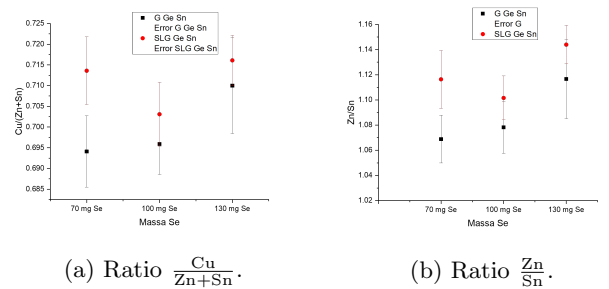 G Ge Sn
Error G Ge Sn
SLG Ge Sn
Error SLG Ge Sn
Cu/(Zn+Sn)
0.725
0.720
0.715
0.710
0.705
0.700
0.695
0.690
0.685
70 mg Se 100 mg Se 130 mg Se
Massa Se
G Ge Sn
Error G
SLG Ge Sn
Zn/Sn
1.16
1.14
1.12
1.10
1.08
1.06
1.04
1.02
70 mg Se 100 mg Se 130 mg Se
Massa Se
(a) Ratio Cu/Zn+Sn.
(b) Ratio Zn/Sn.